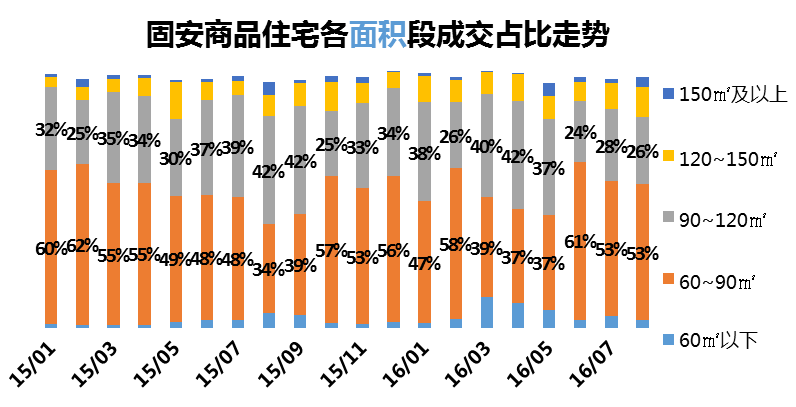 固安商品住宅各面积段成交占比走势
32% 25% 35% 34% 30% 37% 39% 42% 42% 25% 33% 34% 38% 26% 40% 42% 37% 24% 28% 26%
60% 62% 55% 55% 49% 48% 48% 34% 39% 57% 53% 56% 47% 58% 39% 37% 37% 61% 53% 53%
15/01 15/03 15/05 15/07 15/09 15/11 16/01 16/03 16/05 16/07
150㎡及以上
120~150㎡
90~120㎡
60~90㎡
60㎡以下